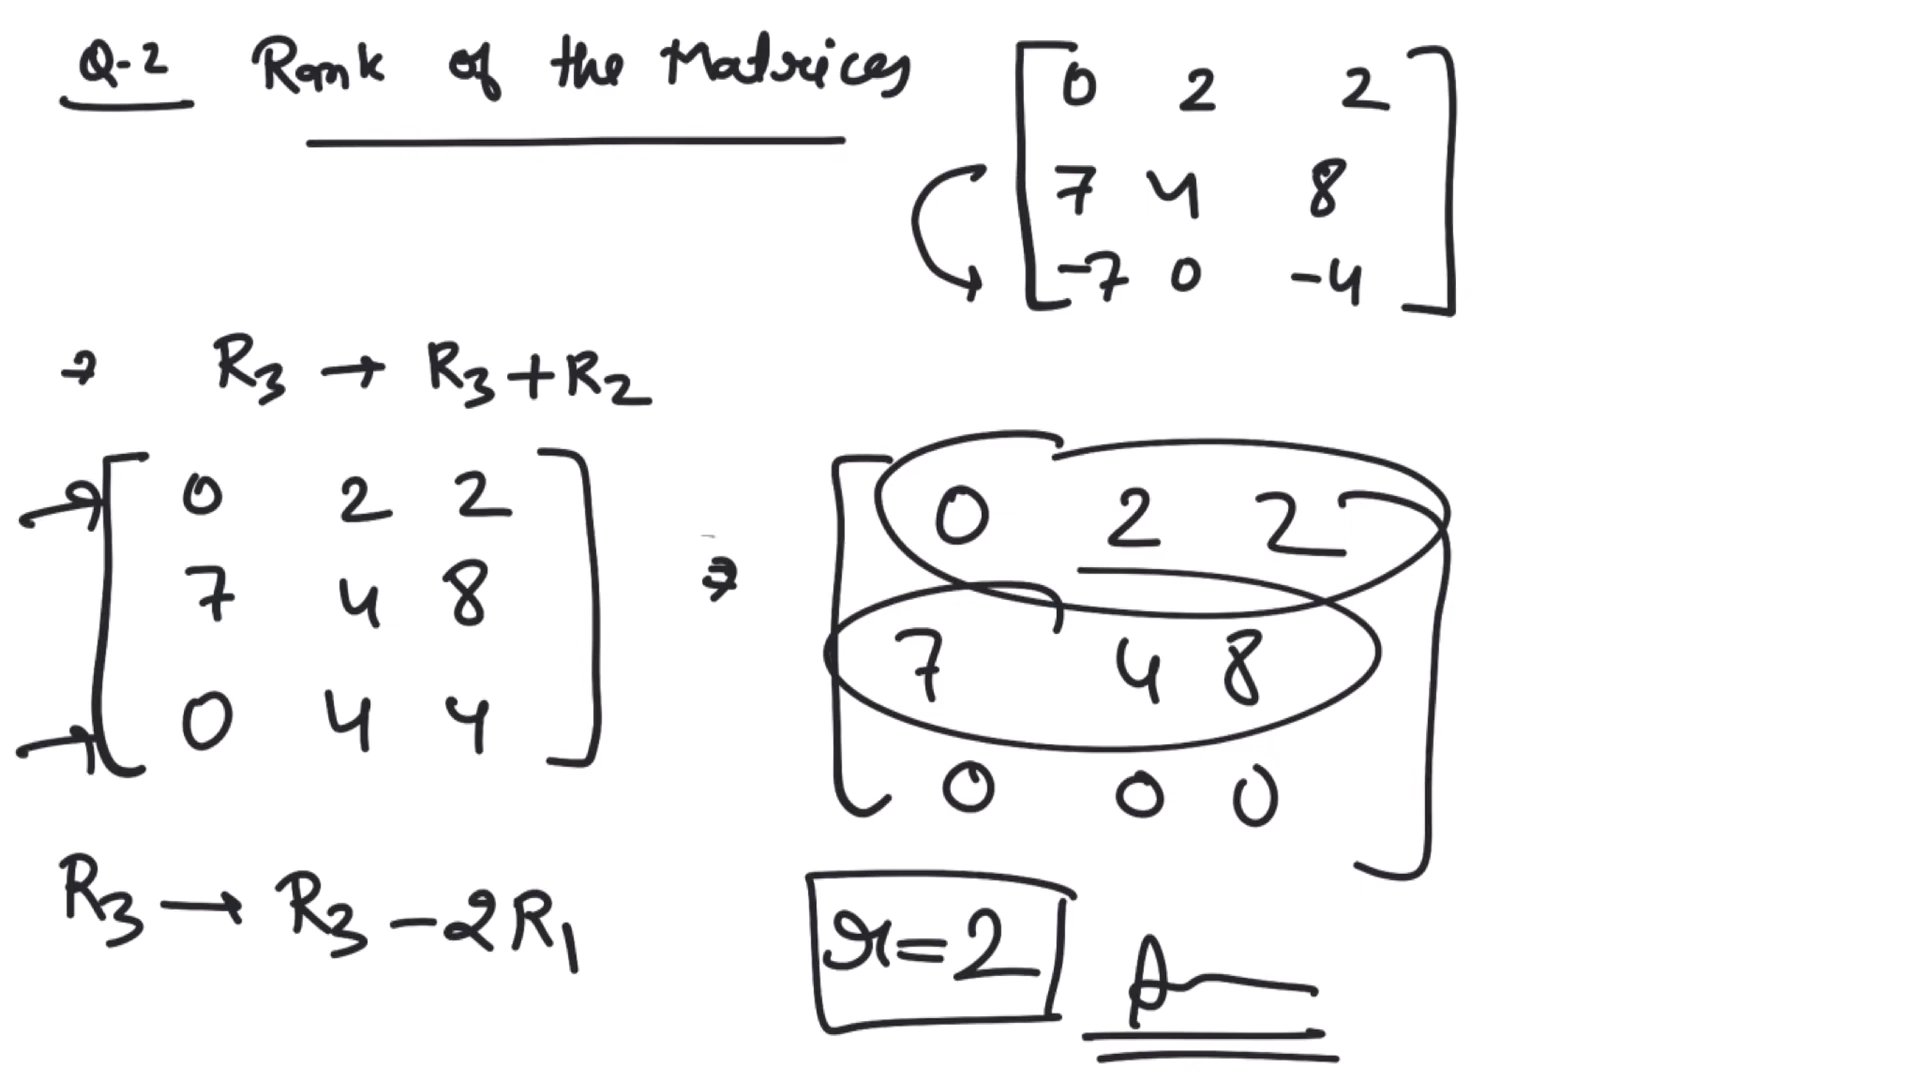 Q-2 Rank of the Matrices
0 2 2
7 4 8
-7 0 -4
→ R3 → R3+R2
0 2 2
7 4 8
0 4 4
⇒
0 2 2
7 4 8
0 0 0
R3 → R3 -2R1
r=2